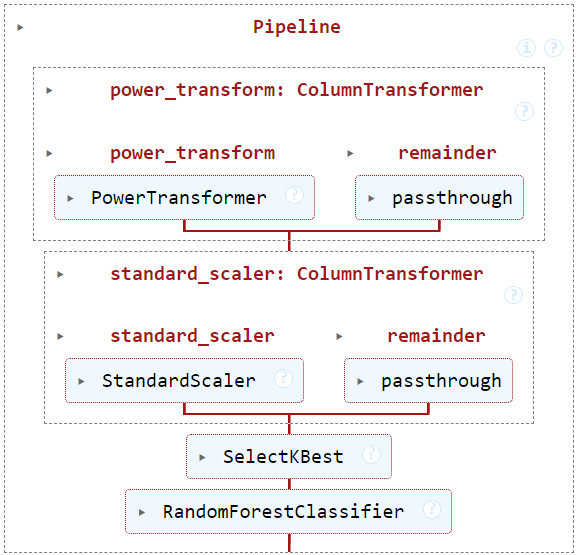 Pipeline
i ?
power_transform: ColumnTransformer
?
power_transform remainder
PowerTransformer ? passthrough
standard_scaler: ColumnTransformer
?
standard_scaler remainder
StandardScaler ? passthrough
SelectKBest ?
RandomForestClassifier ?